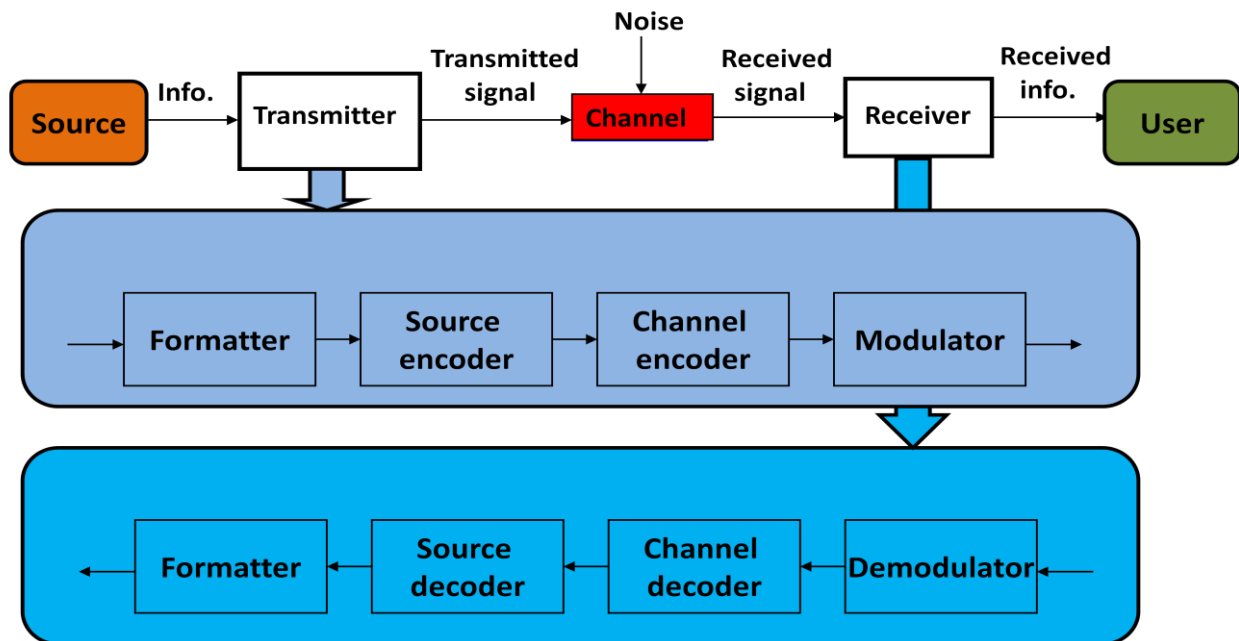 Noise
Transmitted
signal
Received
signal
Received
info.
Info.
Source
Transmitter
Channel
Receiver
User
Formatter
Source
encoder
Channel
encoder
Modulator
Formatter
Source
decoder
Channel
decoder
Demodulator